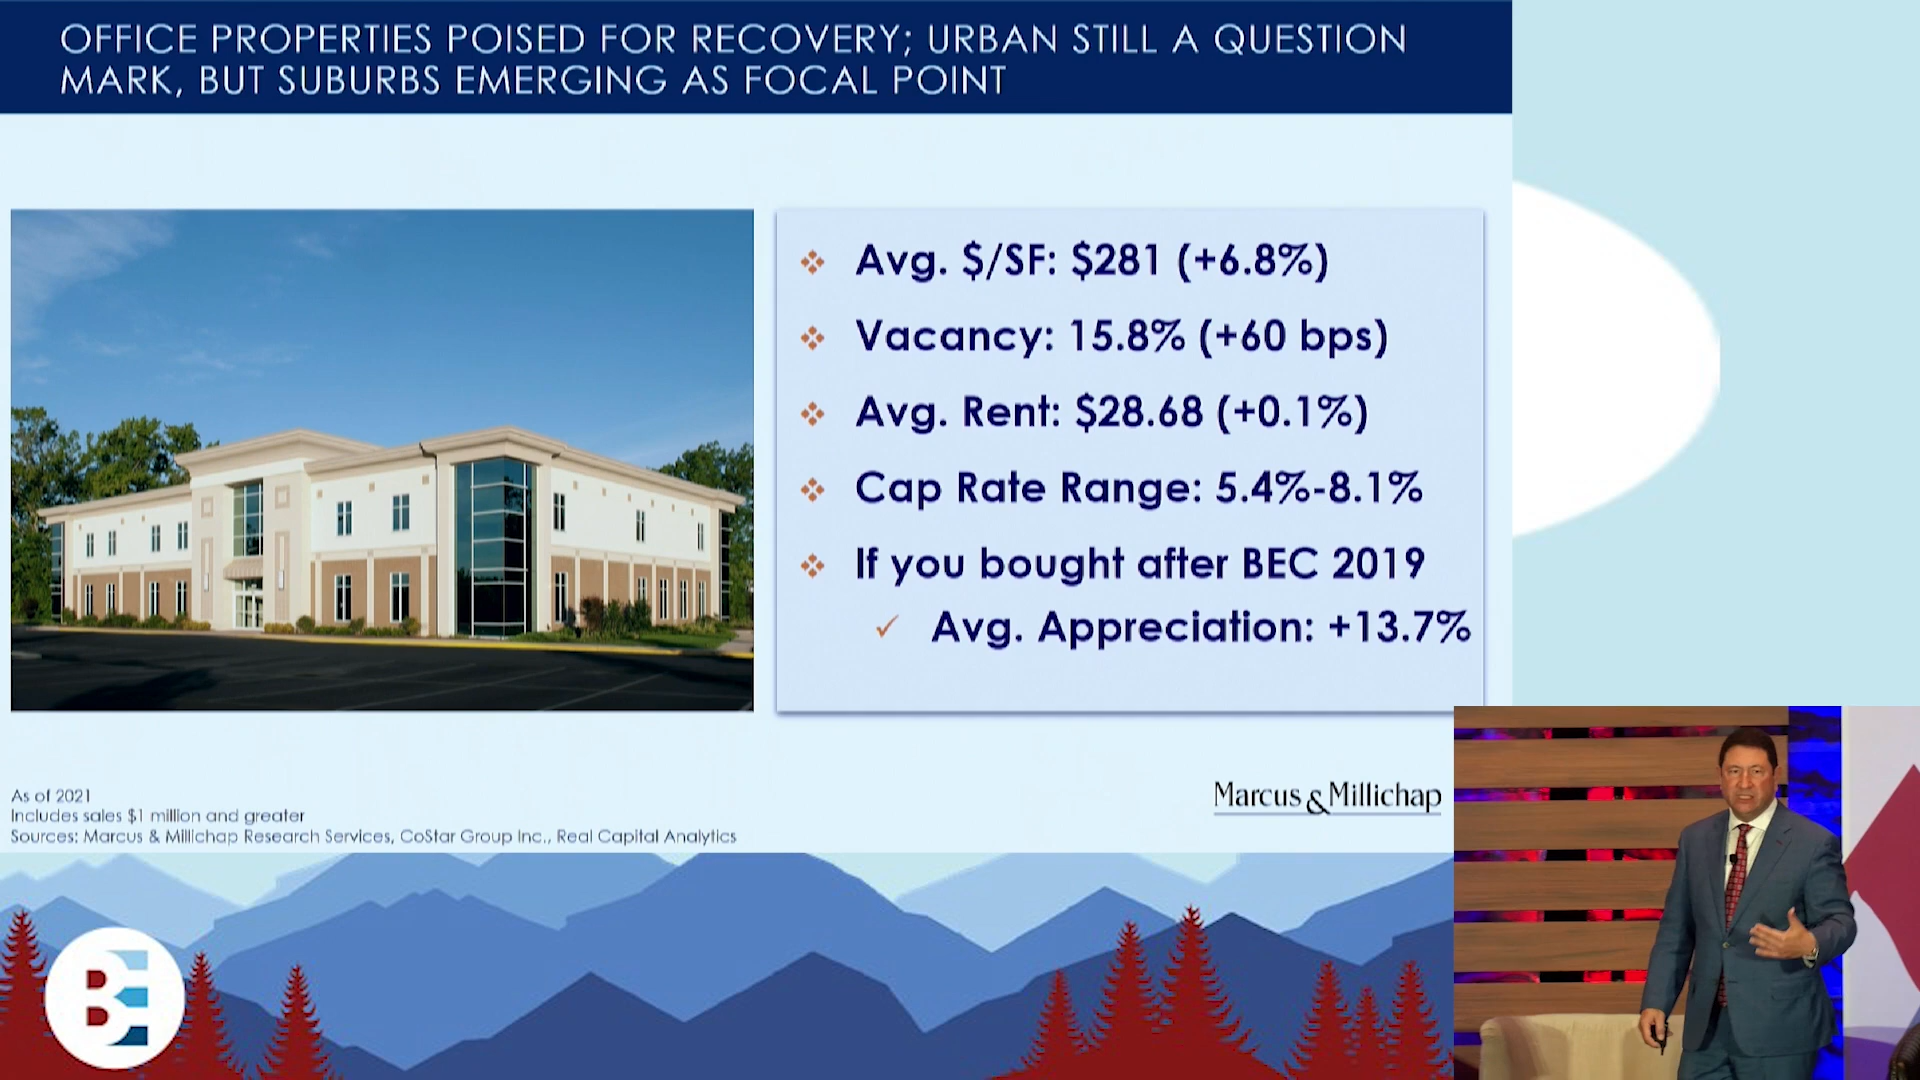 OFFICE PROPERTIES POISED FOR RECOVERY; URBAN STILL A QUESTION
MARK, BUT SUBURBS EMERGING AS FOCAL POINT
Avg. $/SF: $281 (+6.8%)
Vacancy: 15.8% (+60 bps)
Avg. Rent: $28.68 (+0.1%)
Cap Rate Range: 5.4%-8.1%
If you bought after BEC 2019
Avg. Appreciation: +13.7%
As of 2021
Includes sales $1 million and greater
Sources: Marcus & Millichap Research Services, CoStar Group Inc., Real Capital Analytics
Marcus & Millichap
BE